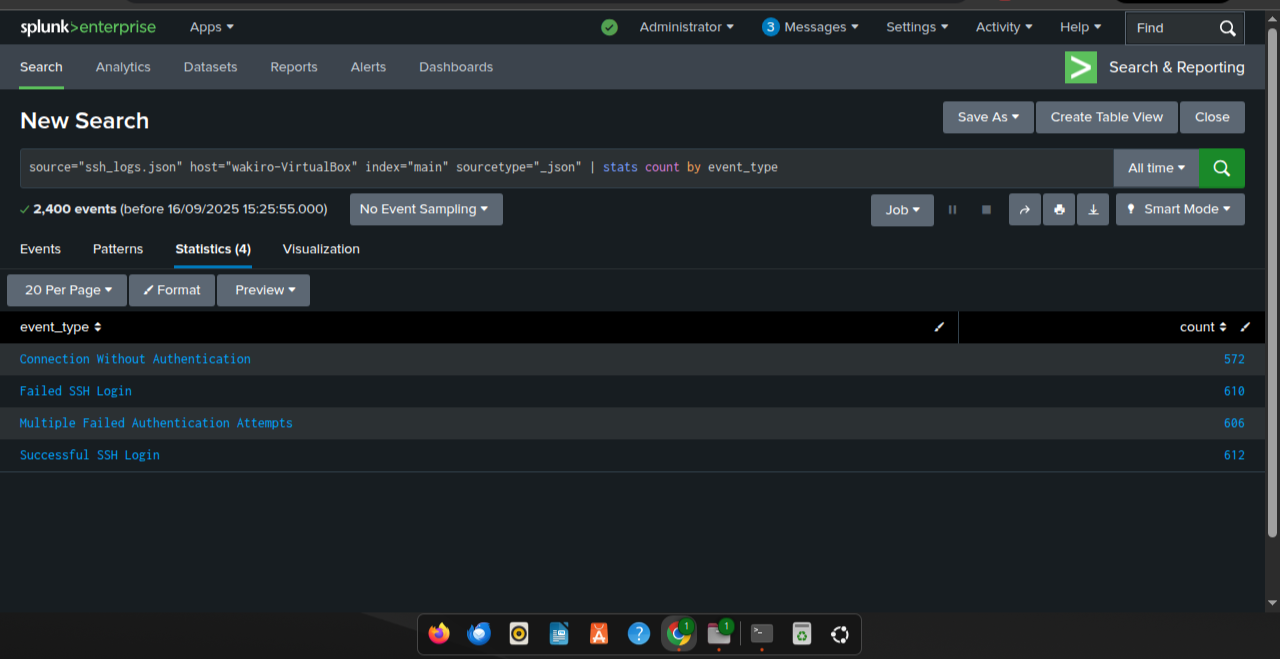 splunk>enterprise Apps Administrator 3 Messages Settings Activity Help Find
Search Analytics Datasets Reports Alerts Dashboards > Search & Reporting
New Search Save As Create Table View Close
source="ssh_logs.json" host="wakiro-VirtualBox" index="main" sourcetype="_json" | stats count by event_type All time
2,400 events (before 16/09/2025 15:25:55.000) No Event Sampling Job Smart Mode
Events Patterns Statistics (4) Visualization
20 Per Page Format Preview
event_type count
Connection Without Authentication 572
Failed SSH Login 610
Multiple Failed Authentication Attempts 606
Successful SSH Login 612
? 1 1 >_